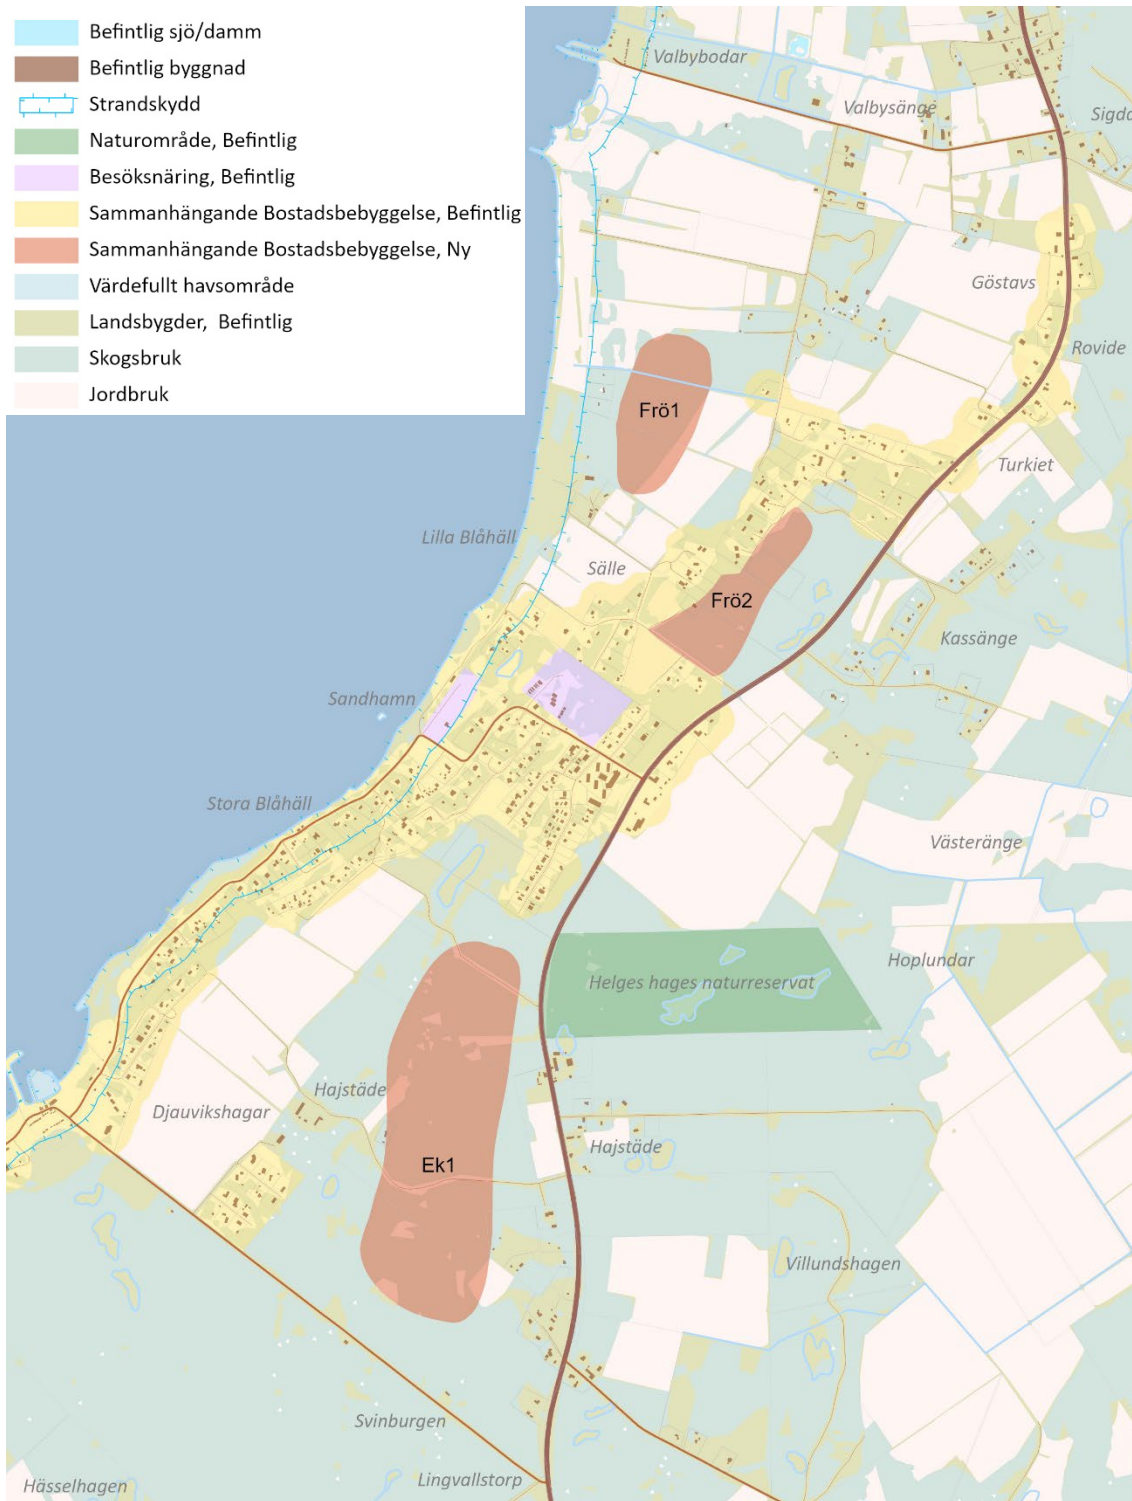 Befintlig sjö/damm
Befintlig byggnad
Strandskydd
Naturområde, Befintlig
Besöksnäring, Befintlig
Sammanhängande Bostadsbebyggelse, Befintlig
Sammanhängande Bostadsbebyggelse, Ny
Värdefullt havsområde
Landsbygder, Befintlig
Skogsbruk
Jordbruk
Valbybodar
Valbysänge
Sigda
Göstavs
Rovide
Frö1
Turkiet
Lilla Blåhäll
Sälle
Frö2
Kassänge
Sandhamn
Stora Blåhäll
Västeränge
Hoplundar
Helges hages naturreservat
Hajstäde
Djauvikshagar
Hajstäde
Ek1
Villundshagen
Svinburgen
Lingvallstorp
Hässelhagen